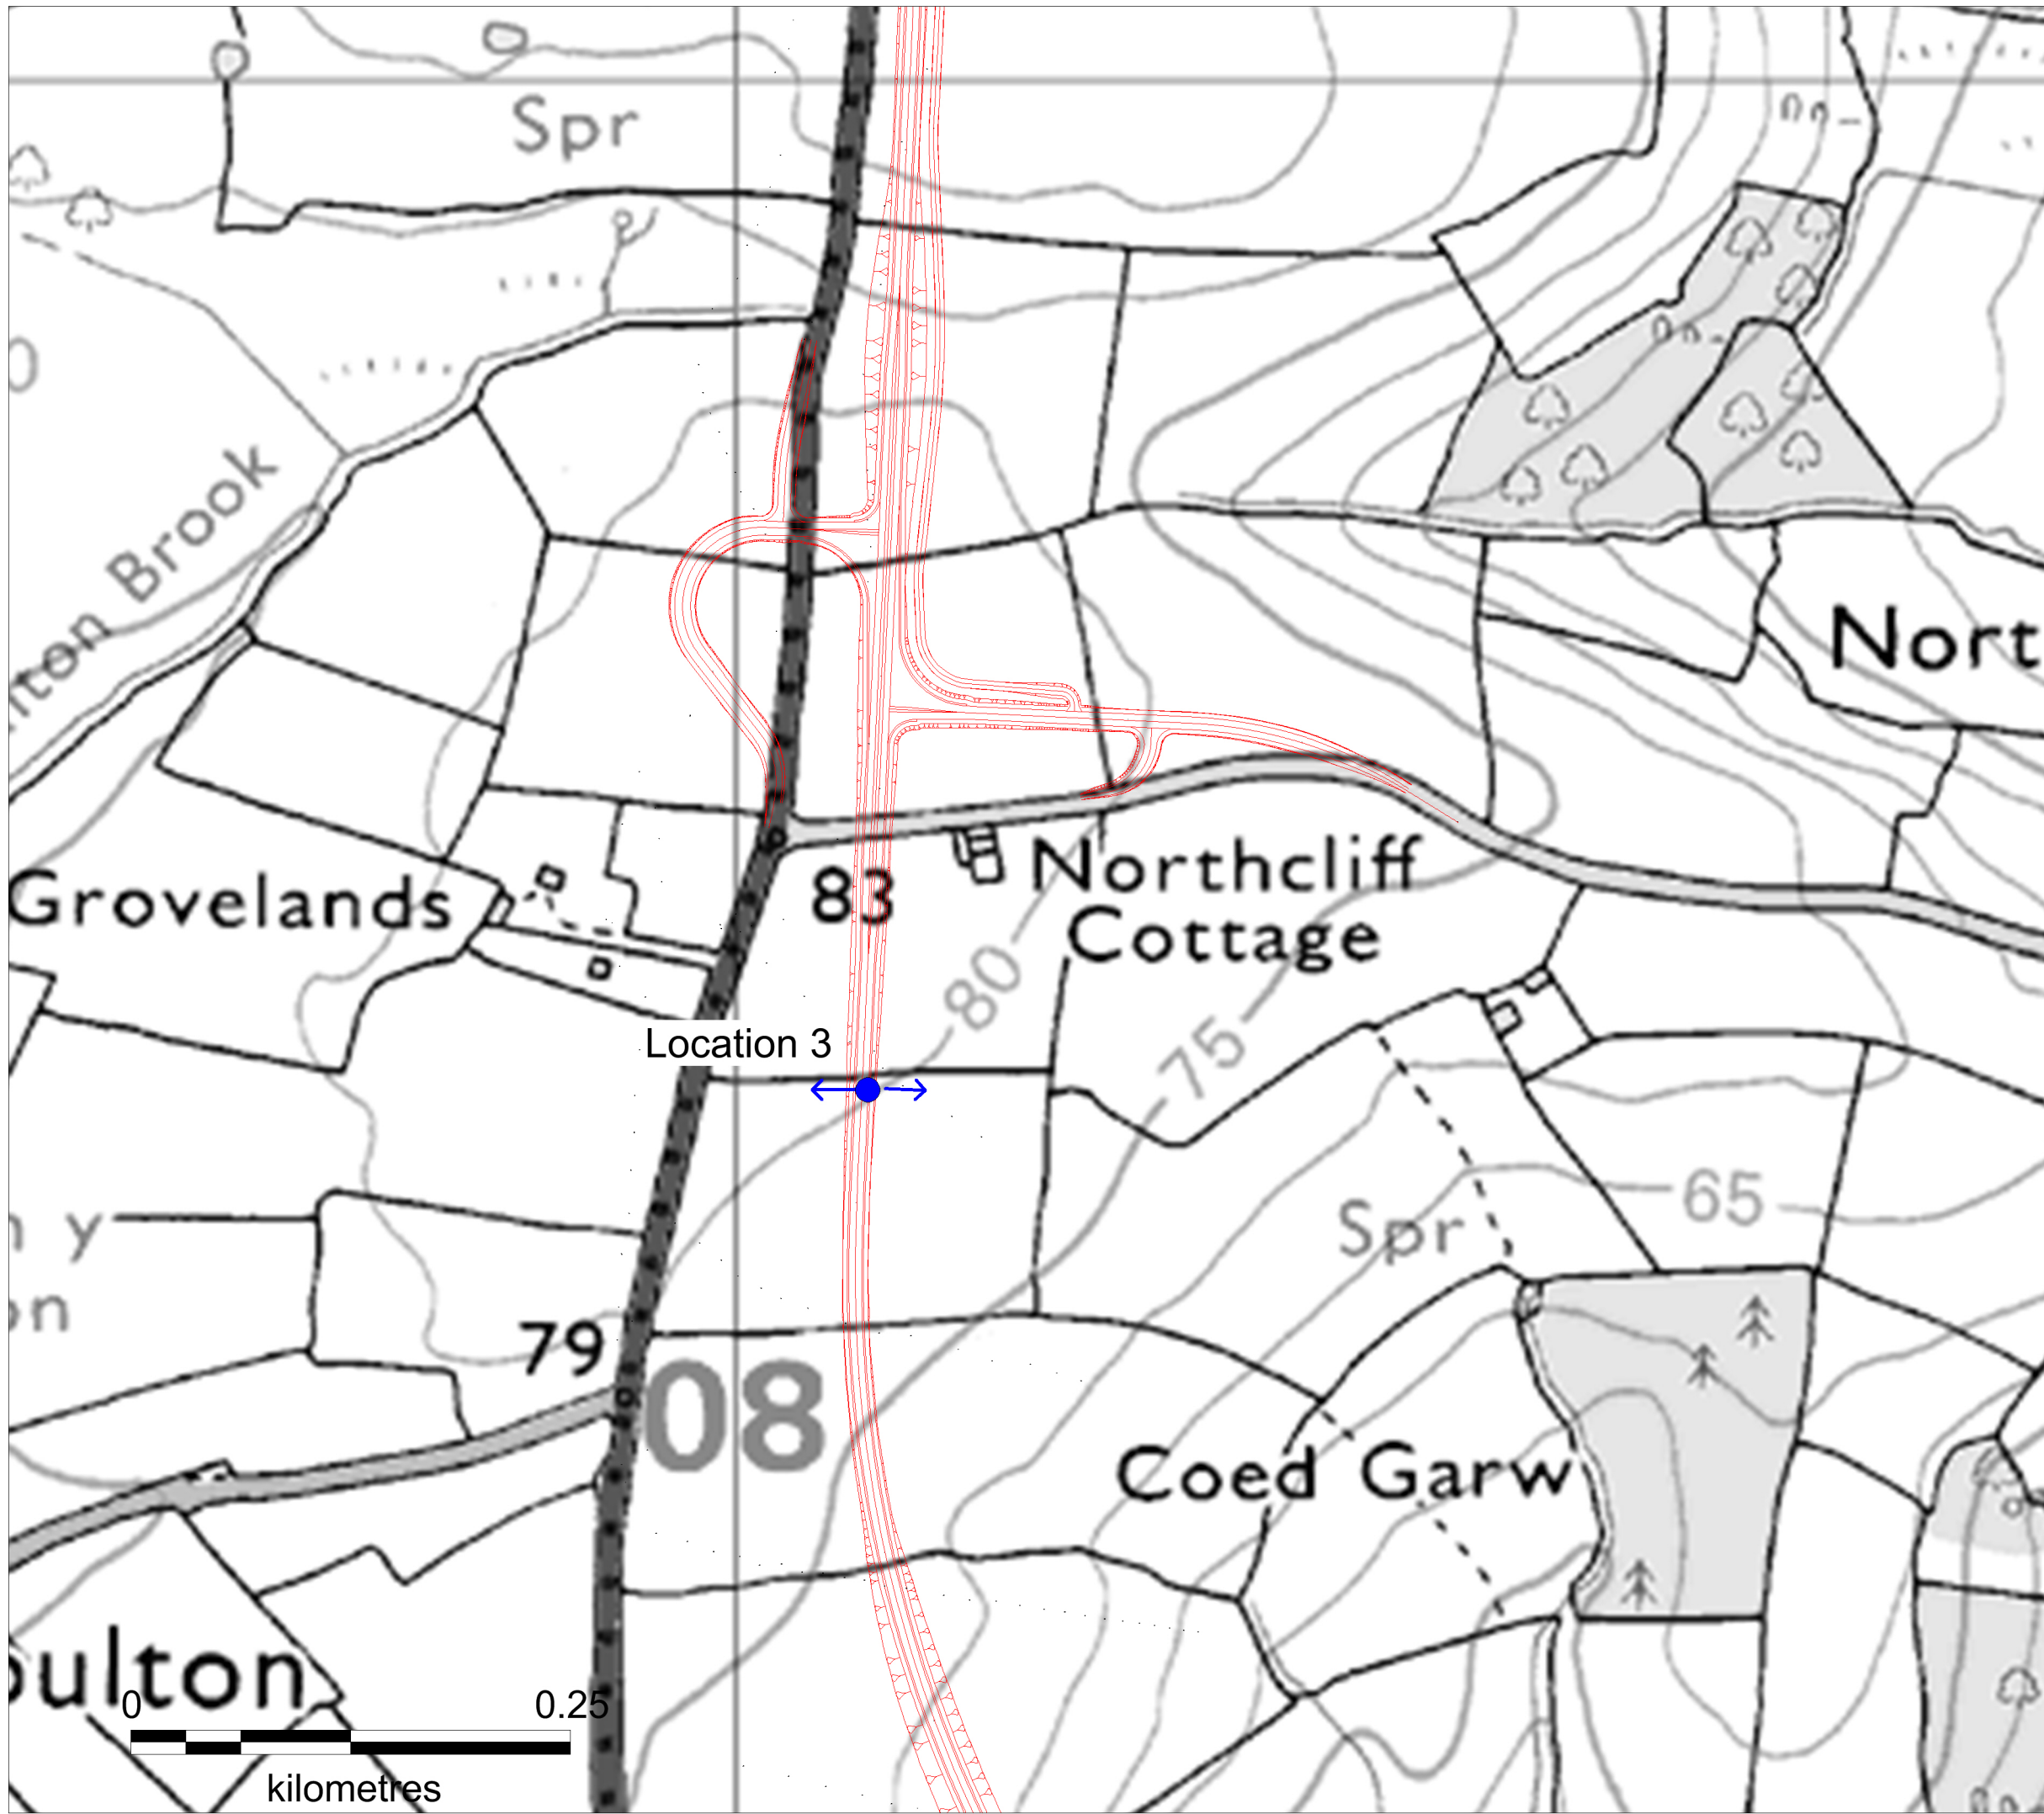 Spr
Brook
Nort
Grovelands
83
Northcliff
Cottage
80
75
Location 3
65
Spr
79
08
Coed Garw
oulton
0 0.25
kilometres